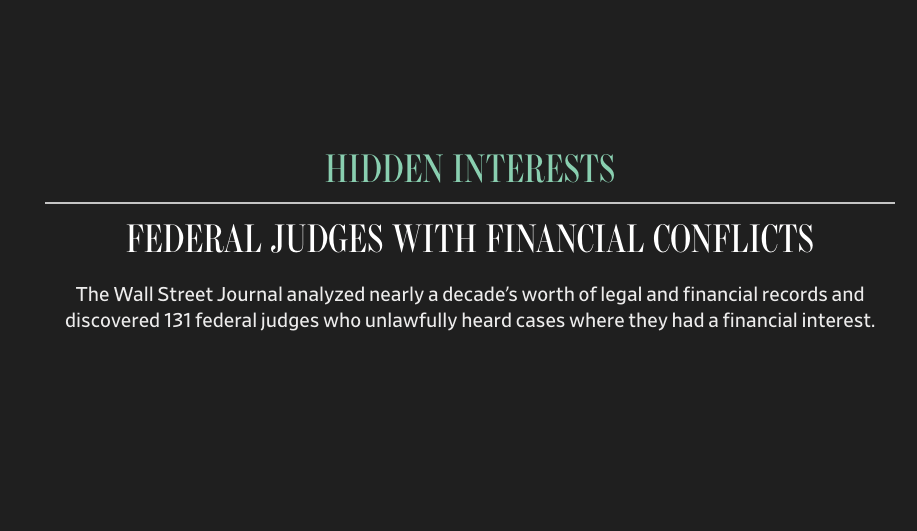 HIDDEN INTERESTS
FEDERAL JUDGES WITH FINANCIAL CONFLICTS
The Wall Street Journal analyzed nearly a decade’s worth of legal and financial records and
discovered 131 federal judges who unlawfully heard cases where they had a financial interest.